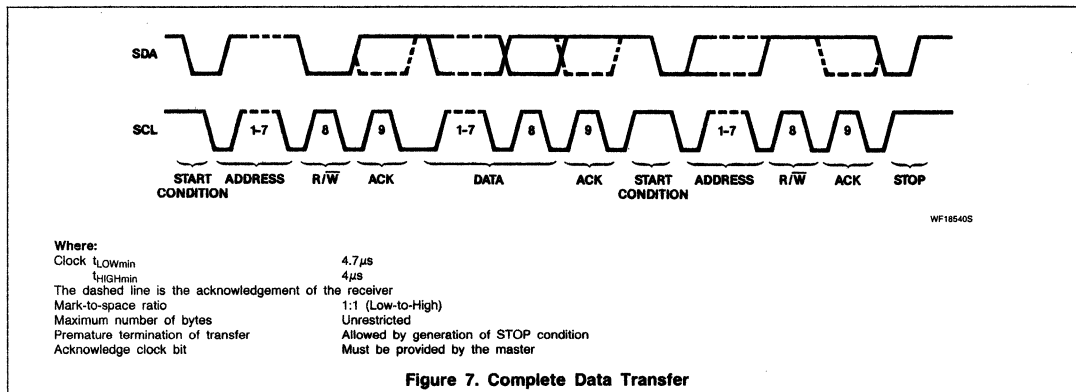 SDA
SCL 1–7 8 9 1–7 8 9 1–7 8 9
START CONDITION ADDRESS R/W̅ ACK DATA ACK START CONDITION ADDRESS R/W̅ ACK STOP
WF18540S
Where:
Clock tLOWmin 4.7μs
tHIGHmin 4μs
The dashed line is the acknowledgement of the receiver
Mark-to-space ratio 1:1 (Low-to-High)
Maximum number of bytes Unrestricted
Premature termination of transfer Allowed by generation of STOP condition
Acknowledge clock bit Must be provided by the master
Figure 7. Complete Data Transfer